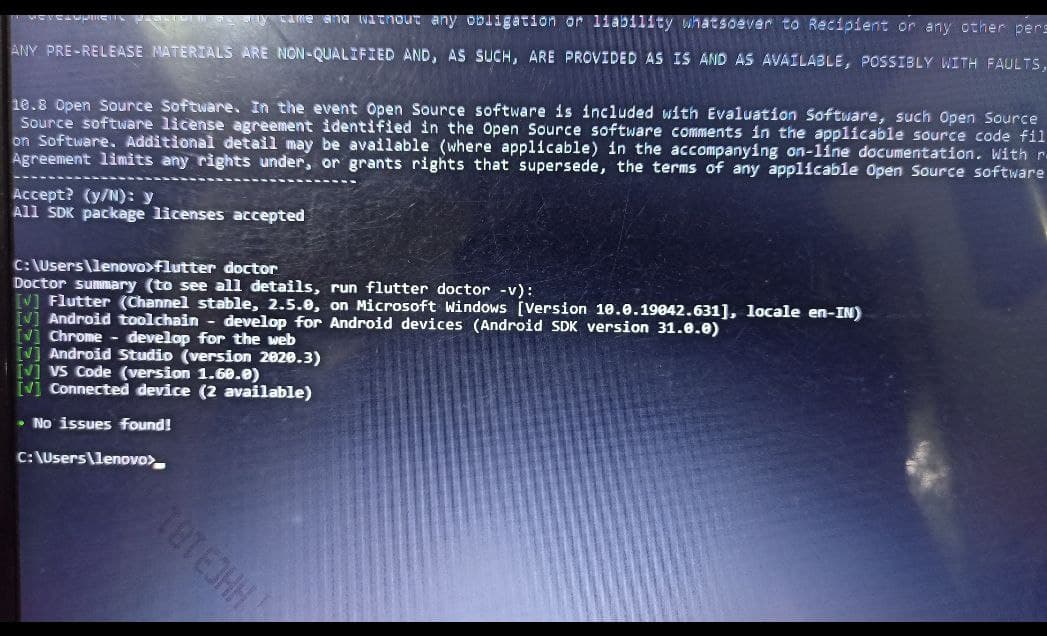 development platform at any time and without any obligation or liability whatsoever to Recipient or any other pers
ANY PRE-RELEASE MATERIALS ARE NON-QUALIFIED AND, AS SUCH, ARE PROVIDED AS IS AND AS AVAILABLE, POSSIBLY WITH FAULTS,
10.8 Open Source Software. In the event Open Source software is included with Evaluation Software, such Open Source
Source software license agreement identified in the Open Source software comments in the applicable source code fil
on Software. Additional detail may be available (where applicable) in the accompanying on-line documentation. With r
Agreement limits any rights under, or grants rights that supersede, the terms of any applicable Open Source software
---------------------------------------
Accept? (y/N): y
All SDK package licenses accepted
C:\Users\lenovo>flutter doctor
Doctor summary (to see all details, run flutter doctor -v):
[√] Flutter (Channel stable, 2.5.0, on Microsoft Windows [Version 10.0.19042.631], locale en-IN)
[√] Android toolchain - develop for Android devices (Android SDK version 31.0.0)
[√] Chrome - develop for the web
[√] Android Studio (version 2020.3)
[√] VS Code (version 1.60.0)
[√] Connected device (2 available)
• No issues found!
C:\Users\lenovo>_